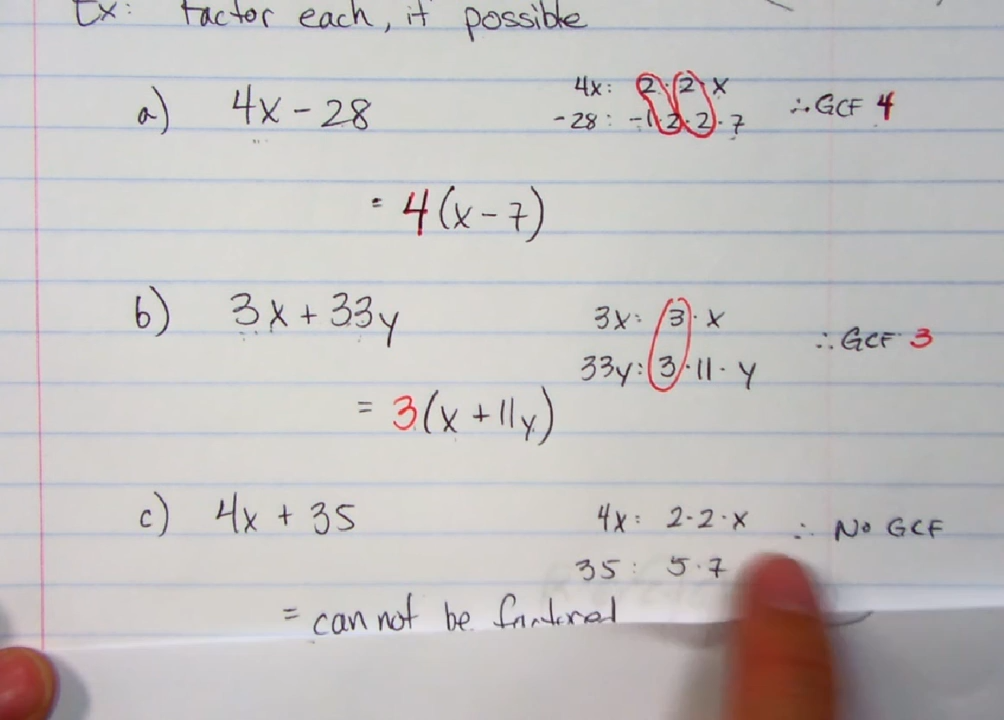 Ex: factor each, if possible
a) 4x - 28
4x: 2·2·x
-28: -1·2·2·7
∴ GCF 4
= 4(x-7)
b) 3x + 33y
3x: 3·x
33y: 3·11·y
∴ GCF 3
= 3(x + 11y)
c) 4x + 35
4x: 2·2·x
35: 5·7
∴ No GCF
= cannot be factored